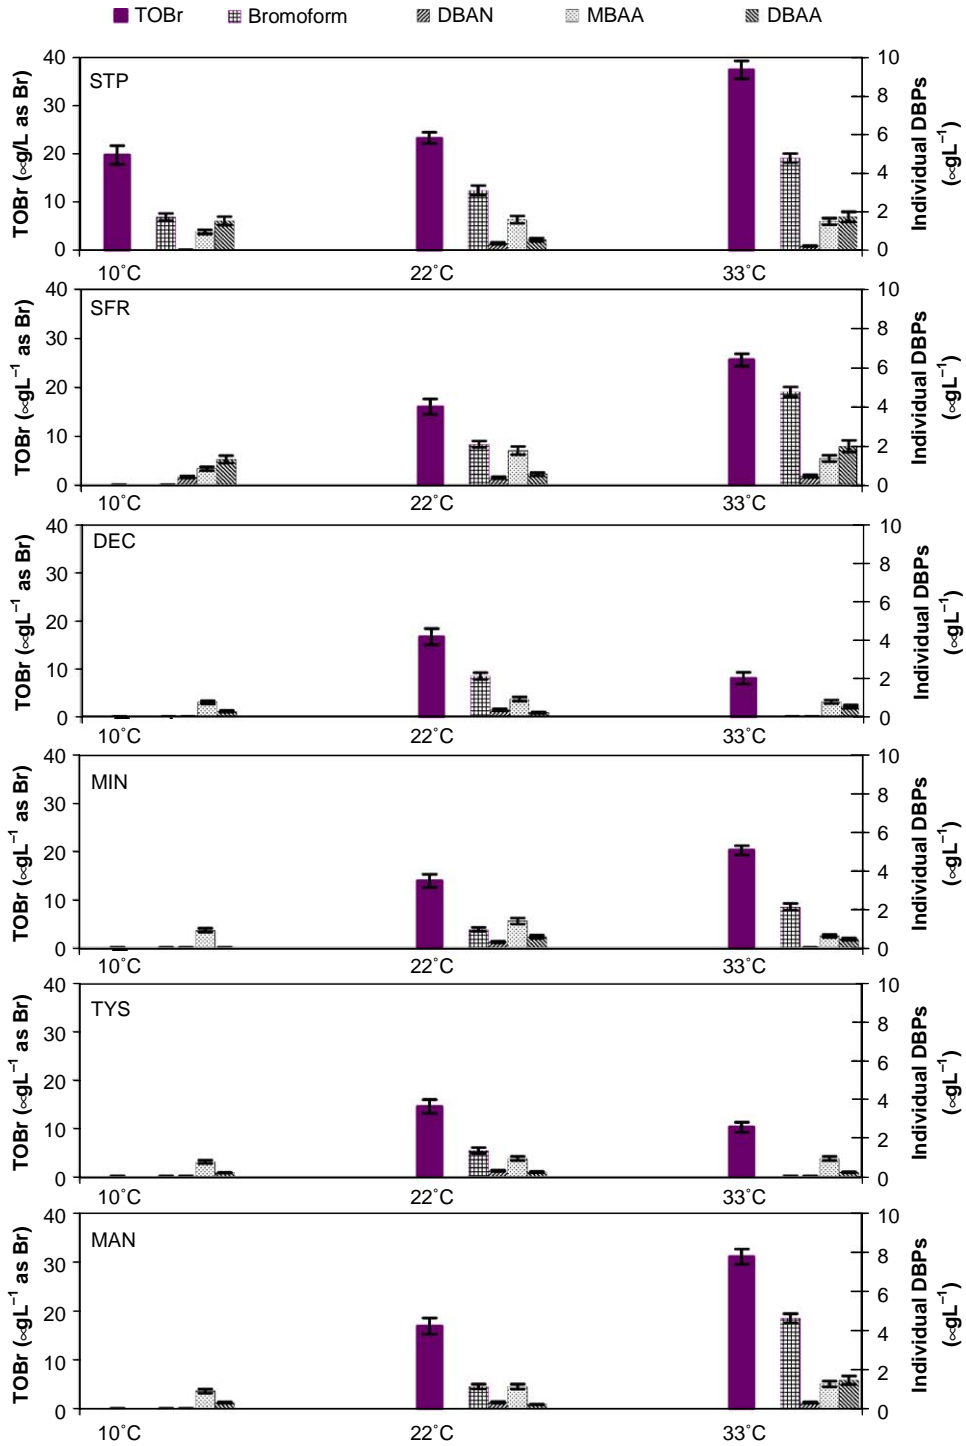 TOBr Bromoform DBAN MBAA DBAA
STP
TOBr (∝g/L as Br)
40
30
20
10
0
10
8
6
4
2
0
Individual DBPs
(∝gL⁻¹)
10˚C 22˚C 33˚C
SFR
TOBr (∝gL⁻¹ as Br)
40
30
20
10
0
10
8
6
4
2
0
Individual DBPs
(∝gL⁻¹)
10˚C 22˚C 33˚C
DEC
TOBr (∝gL⁻¹ as Br)
40
30
20
10
0
10
8
6
4
2
0
Individual DBPs
(∝gL⁻¹)
10˚C 22˚C 33˚C
MIN
TOBr (∝gL⁻¹ as Br)
40
30
20
10
0
10
8
6
4
2
0
Individual DBPs
(∝gL⁻¹)
10˚C 22˚C 33˚C
TYS
TOBr (∝gL⁻¹ as Br)
40
30
20
10
0
10
8
6
4
2
0
Individual DBPs
(∝gL⁻¹)
10˚C 22˚C 33˚C
MAN
TOBr (∝gL⁻¹ as Br)
40
30
20
10
0
10
8
6
4
2
0
Individual DBPs
(∝gL⁻¹)
10˚C 22˚C 33˚C